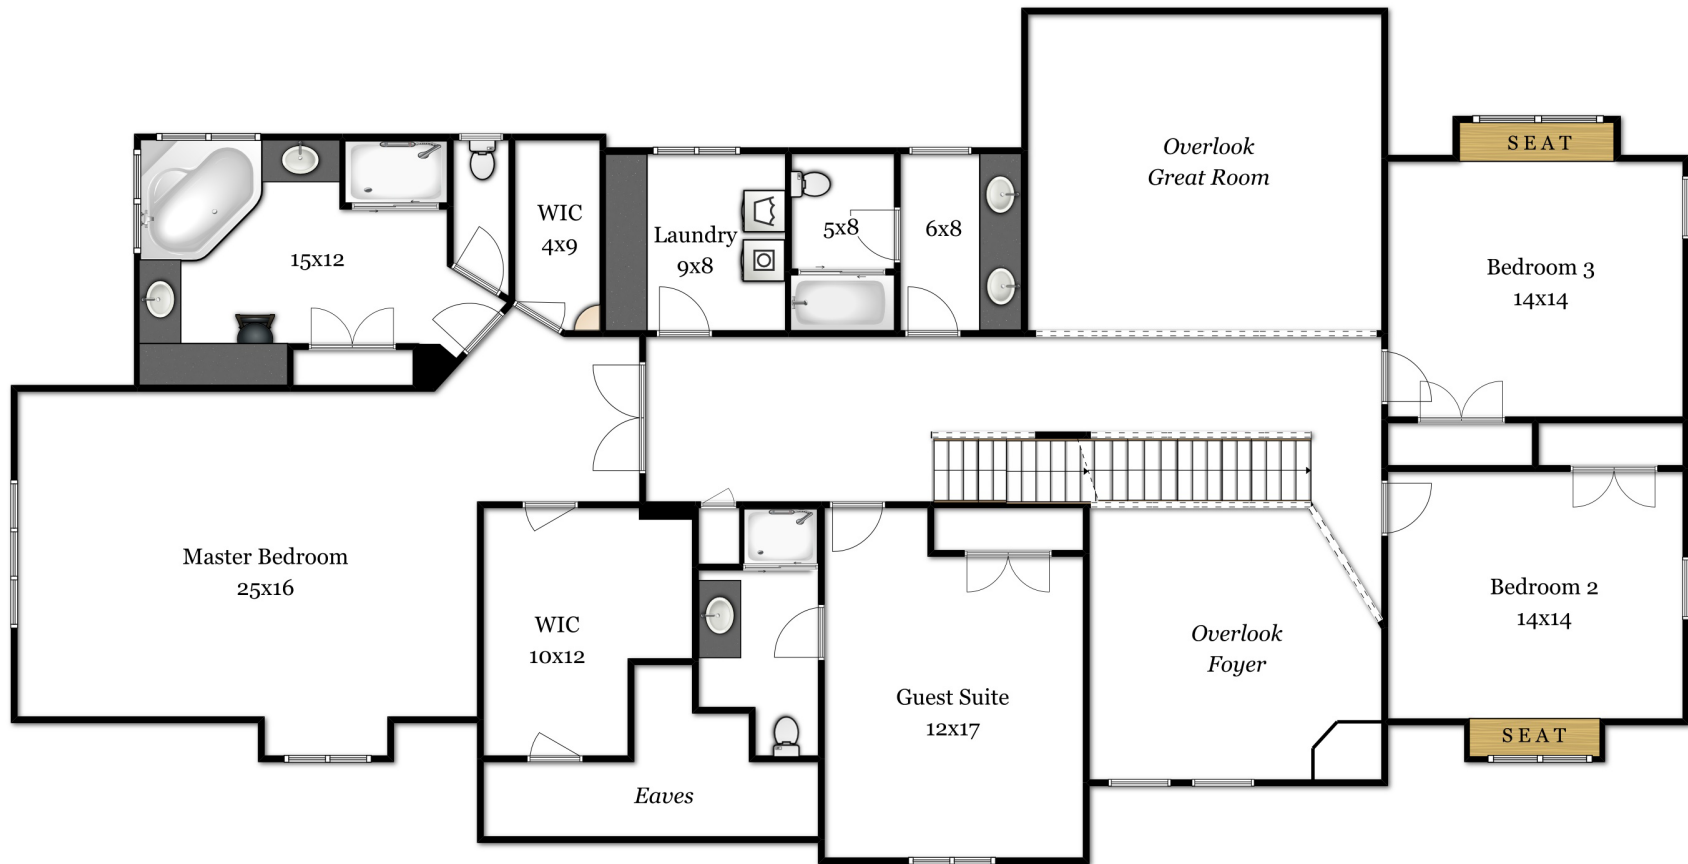 Overlook
Great Room
SEAT
WIC
4x9
Laundry
9x8
5x8
6x8
15x12
Bedroom 3
14x14
Master Bedroom
25x16
WIC
10x12
Guest Suite
12x17
Overlook
Foyer
Bedroom 2
14x14
SEAT
Eaves